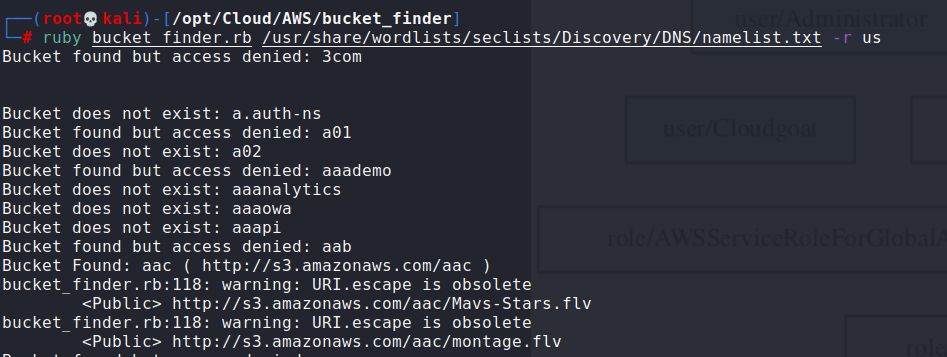 ┌──(root💀kali)-[/opt/Cloud/AWS/bucket_finder]
└─# ruby bucket_finder.rb /usr/share/wordlists/seclists/Discovery/DNS/namelist.txt -r us
Bucket found but access denied: 3com
Bucket does not exist: a.auth-ns
Bucket found but access denied: a01
Bucket does not exist: a02
Bucket found but access denied: aaademo
Bucket does not exist: aaanalytics
Bucket does not exist: aaaowa
Bucket does not exist: aaapi
Bucket found but access denied: aab
Bucket Found: aac ( http://s3.amazonaws.com/aac )
bucket_finder.rb:118: warning: URI.escape is obsolete
<Public> http://s3.amazonaws.com/aac/Mavs-Stars.flv
bucket_finder.rb:118: warning: URI.escape is obsolete
<Public> http://s3.amazonaws.com/aac/montage.flv
user/Administrator
user/Cloudgoat
role/AWSServiceRoleForGlobalA
role